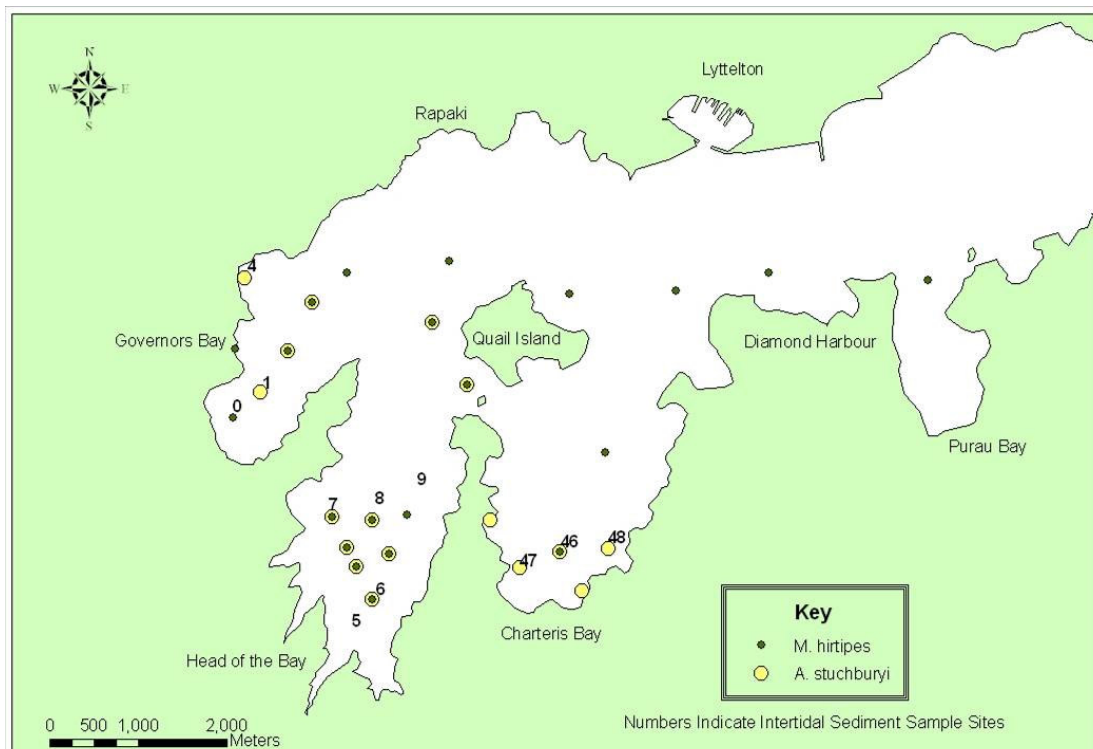 N
W E
S
Lyttelton
Rapaki
4
Governors Bay
Quail Island
Diamond Harbour
1
0
Purau Bay
9
7 8
46 48
47
6
5
Charteris Bay
Head of the Bay
Key
M. hirtipes
A. stuchburyi
0 500 1,000 2,000
Meters
Numbers Indicate Intertidal Sediment Sample Sites